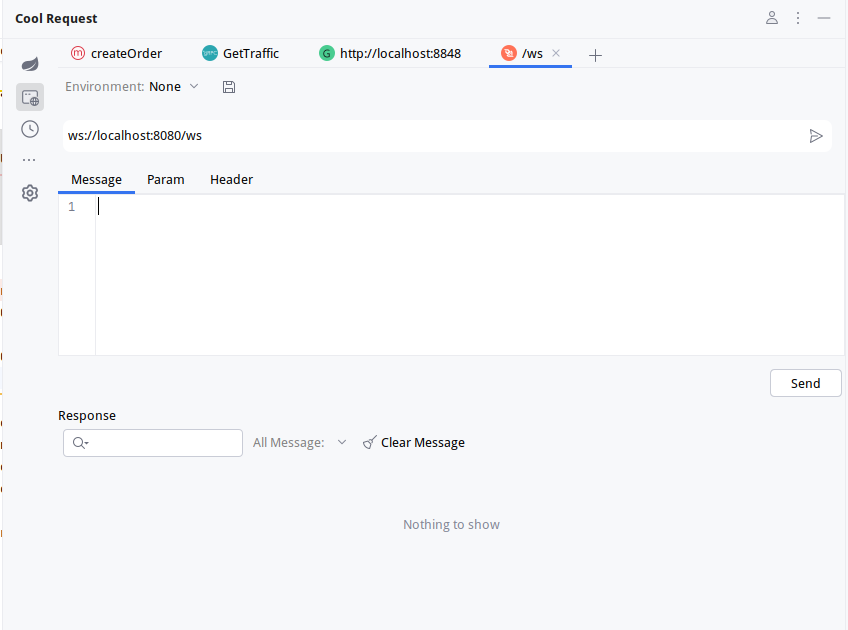 Cool Request
createOrder
GetTraffic
G http://localhost:8848
/ws
Environment: None
ws://localhost:8080/ws
Message
Param
Header
1
Send
Response
All Message:
Clear Message
Nothing to show